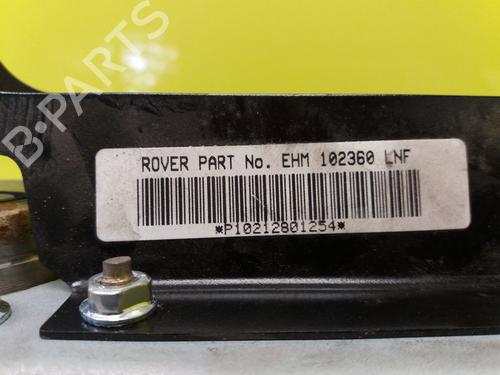 B-PARTS
ROVER PART No. EHM 102360 LNF
*P10212801254*